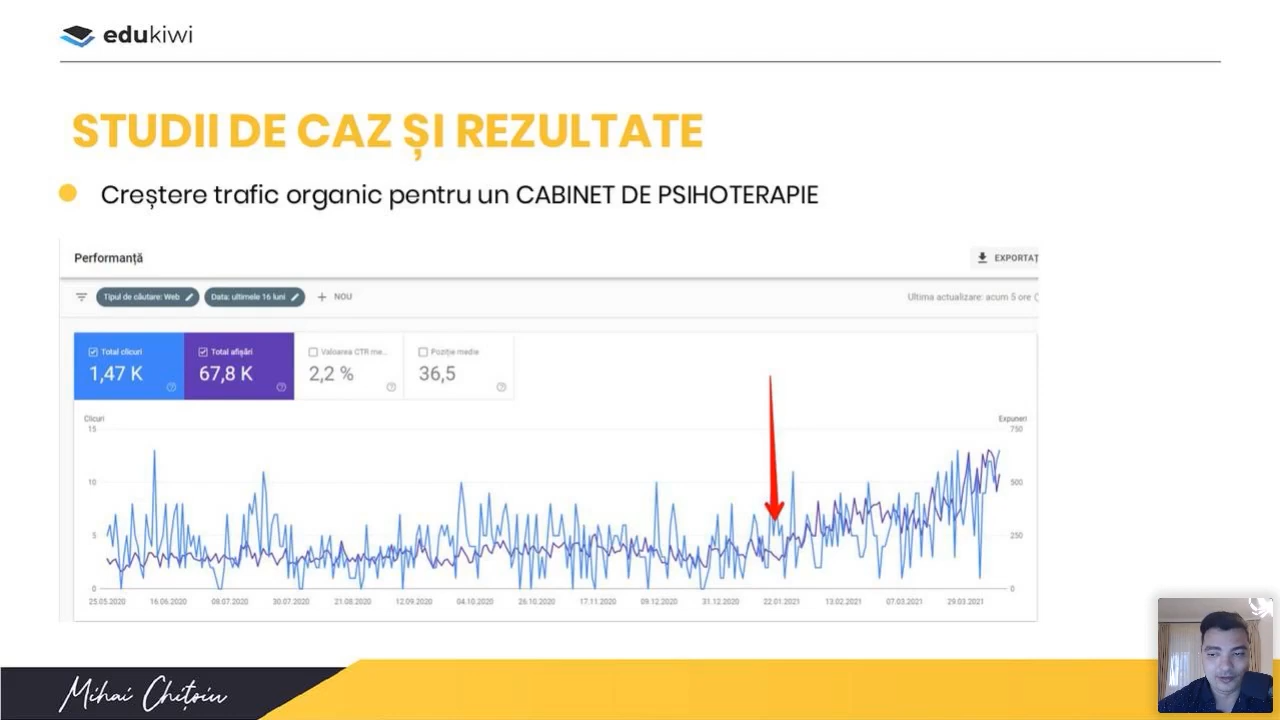 edukiwi
STUDII DE CAZ ȘI REZULTATE
Creștere trafic organic pentru un CABINET DE PSIHOTERAPIE
Performanță
EXPORTAȚ
Tipul de căutare: Web
Data: ultimele 16 luni
NOU
Ultima actualizare: acum 5 ore
Total clicuri
Total afișări
Valoarea CTR me...
Poziție medie
1,47 K
67,8 K
2,2 %
36,5
Clicuri
Expuneri
15
750
10
500
5
250
0
0
25.05.2020 16.06.2020 08.07.2020 30.07.2020 21.08.2020 12.09.2020 04.10.2020 26.10.2020 17.11.2020 09.12.2020 31.12.2020 22.01.2021 13.02.2021 07.03.2021 29.03.2021
Mihai Chițoiu